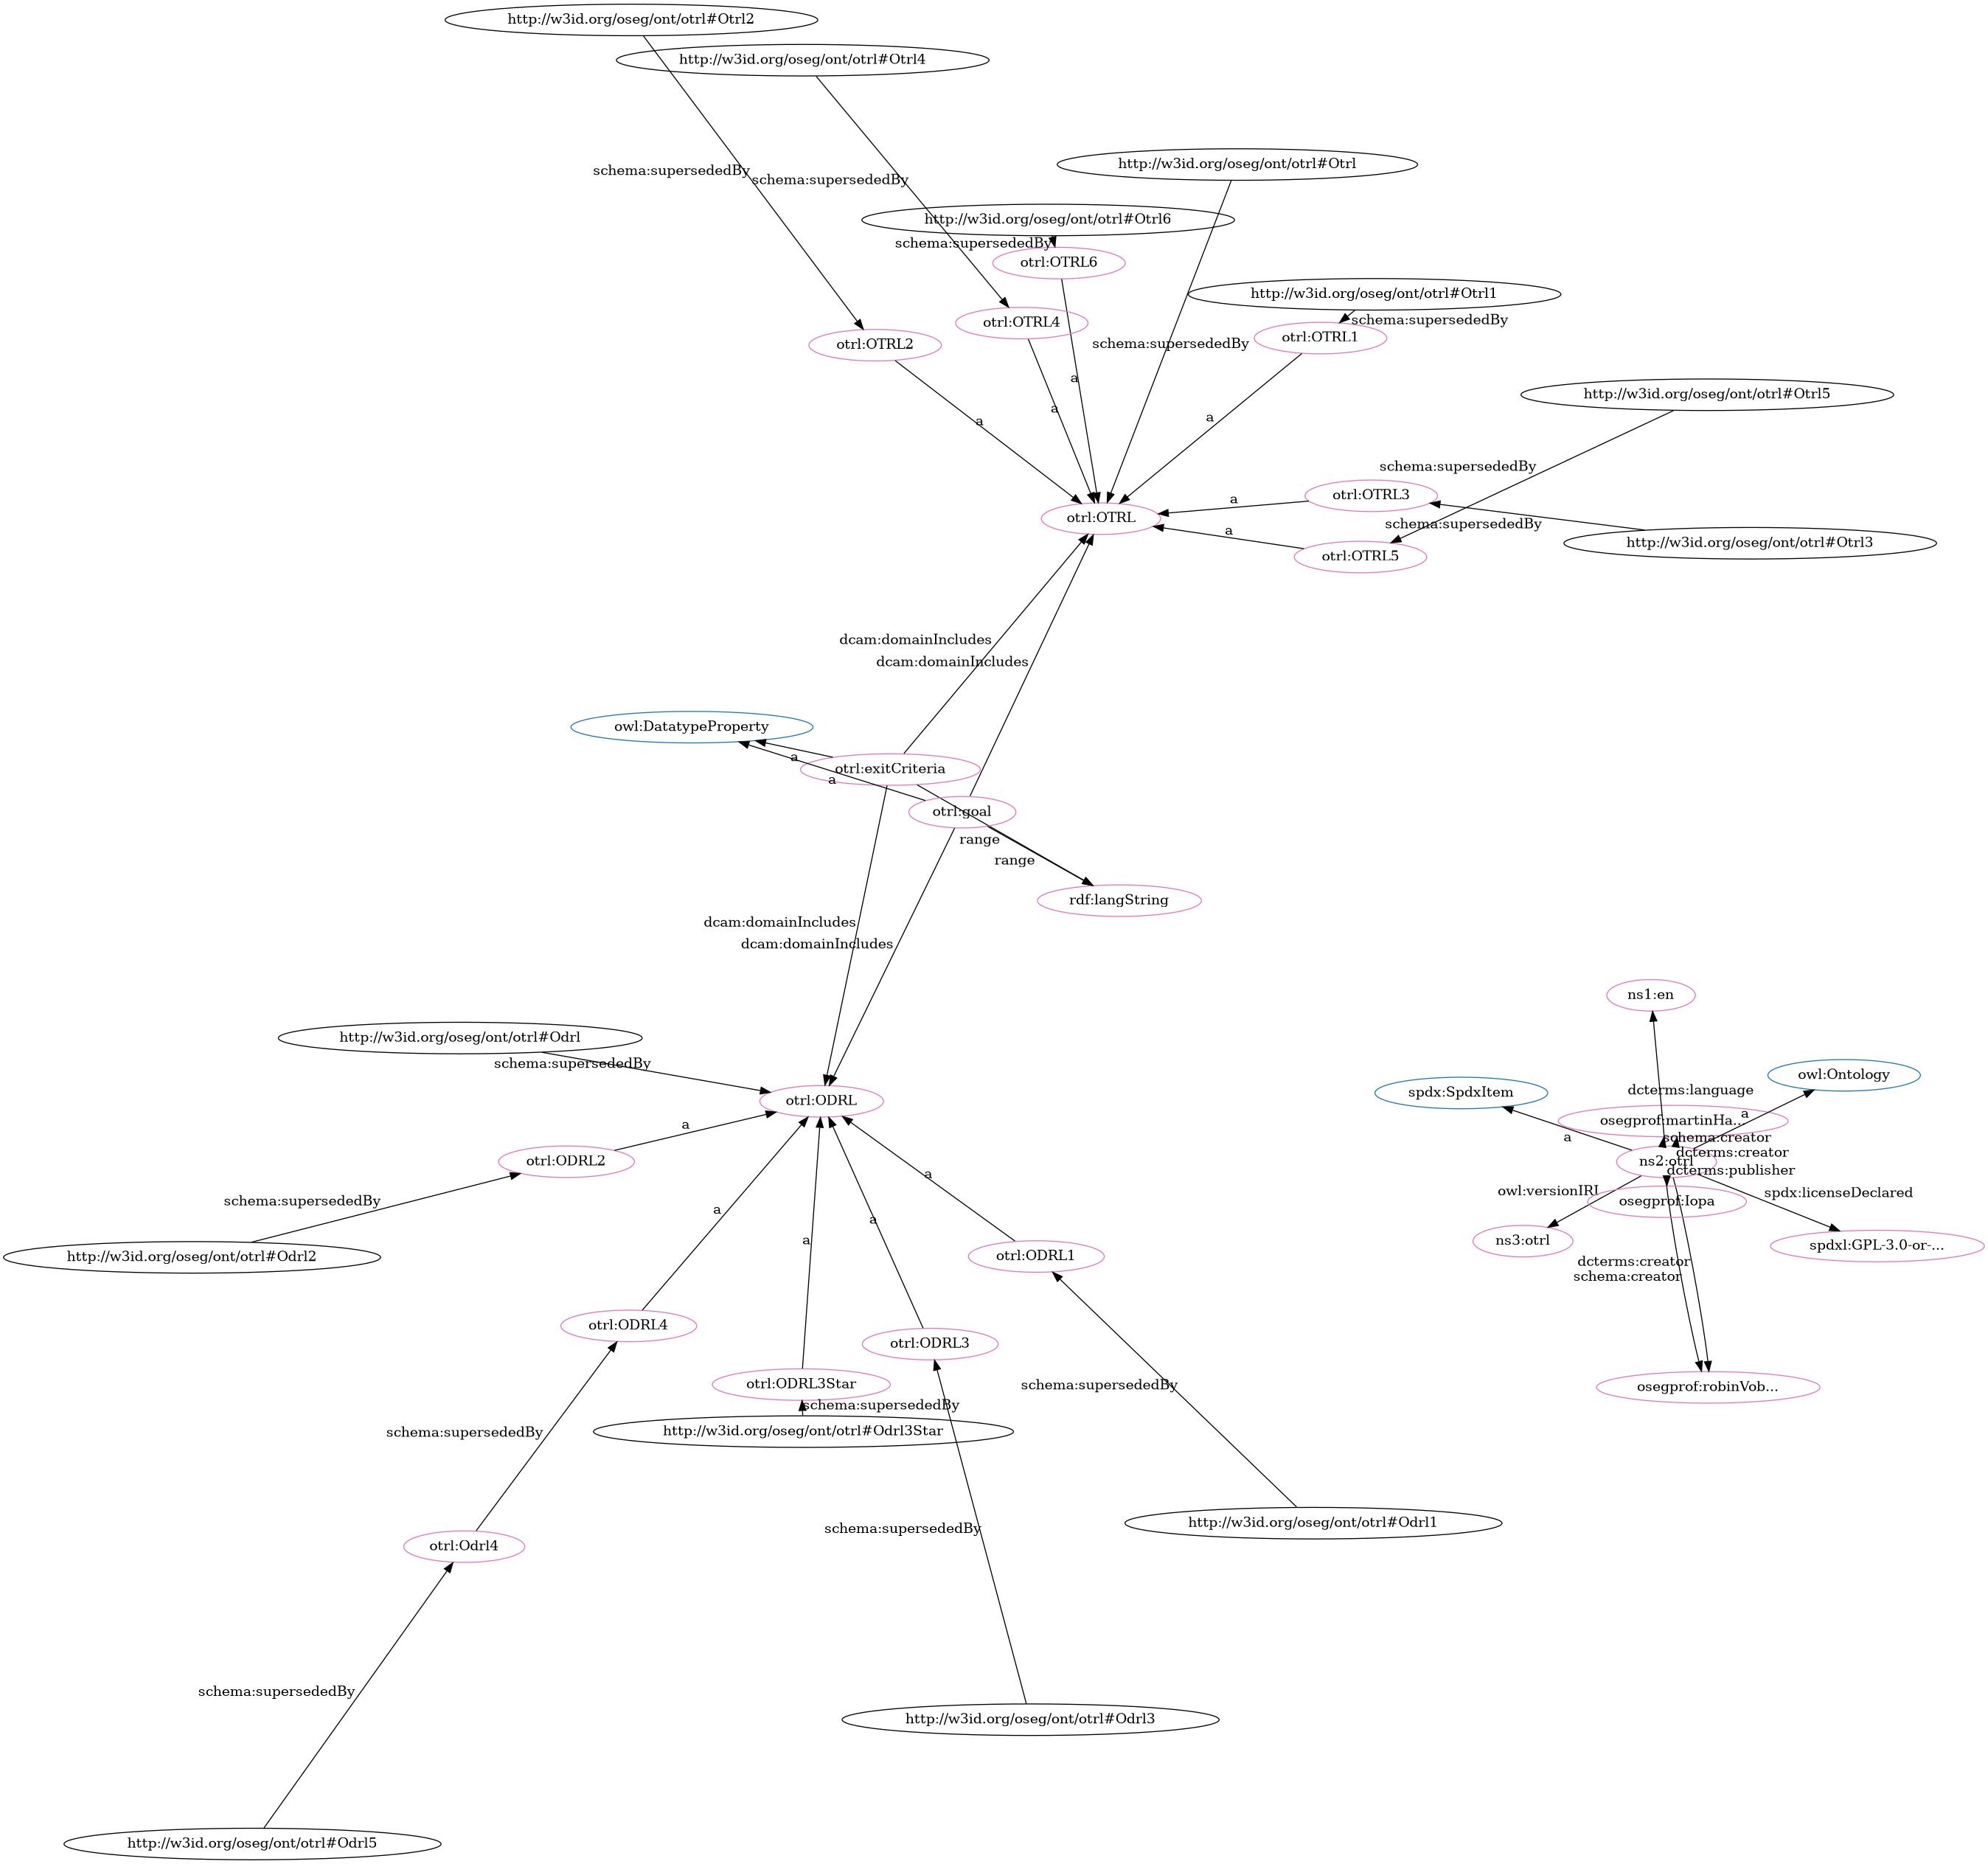 http://w3id.org/oseg/ont/otrl#Otrl2
http://w3id.org/oseg/ont/otrl#Otrl4
http://w3id.org/oseg/ont/otrl#Otrl
schema:supersededBy
schema:supersededBy
http://w3id.org/oseg/ont/otrl#Otrl6
schema:supersededBy
otrl:OTRL6
http://w3id.org/oseg/ont/otrl#Otrl1
schema:supersededBy
otrl:OTRL4
otrl:OTRL1
otrl:OTRL2
schema:supersededBy
a
http://w3id.org/oseg/ont/otrl#Otrl5
a
a
a
schema:supersededBy
otrl:OTRL3
a
otrl:OTRL
schema:supersededBy
a
http://w3id.org/oseg/ont/otrl#Otrl3
otrl:OTRL5
dcam:domainIncludes
dcam:domainIncludes
owl:DatatypeProperty
a
otrl:exitCriteria
a
otrl:goal
range
range
rdf:langString
dcam:domainIncludes
dcam:domainIncludes
ns1:en
http://w3id.org/oseg/ont/otrl#Odrl
schema:supersededBy
owl:Ontology
spdx:SpdxItem
dcterms:language
otrl:ODRL
a
osegprof:martinHa...
a
a
schema:creator
dcterms:creator
otrl:ODRL2
ns2:otrl
dcterms:publisher
a
spdx:licenseDeclared
owl:versionIRI
schema:supersededBy
osegprof:Iopa
a
a
a
ns3:otrl
spdxl:GPL-3.0-or-...
http://w3id.org/oseg/ont/otrl#Odrl2
otrl:ODRL1
dcterms:creator
schema:creator
otrl:ODRL4
otrl:ODRL3
otrl:ODRL3Star
schema:supersededBy
osegprof:robinVob...
schema:supersededBy
http://w3id.org/oseg/ont/otrl#Odrl3Star
schema:supersededBy
http://w3id.org/oseg/ont/otrl#Odrl1
schema:supersededBy
otrl:Odrl4
schema:supersededBy
http://w3id.org/oseg/ont/otrl#Odrl3
http://w3id.org/oseg/ont/otrl#Odrl5